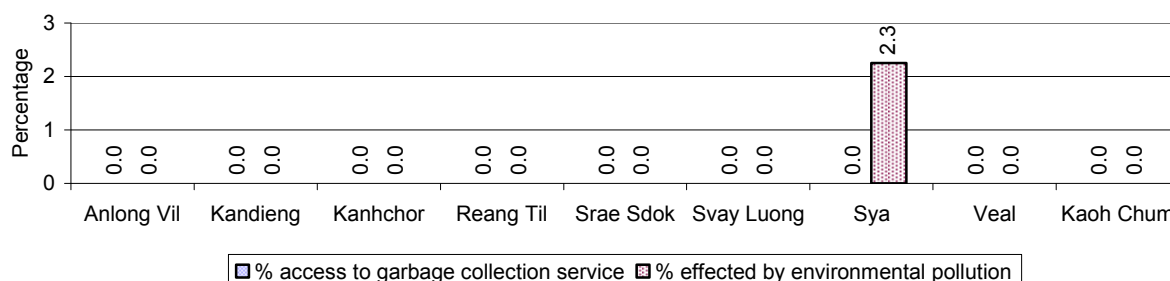 3
2
1
0
Percentage
2.3
0.0 0.0 0.0 0.0 0.0 0.0 0.0 0.0 0.0 0.0 0.0 0.0 0.0 0.0 0.0 0.0 0.0
Anlong Vil Kandieng Kanhchor Reang Til Srae Sdok Svay Luong Sya Veal Kaoh Chum
% access to garbage collection service % effected by environmental pollution